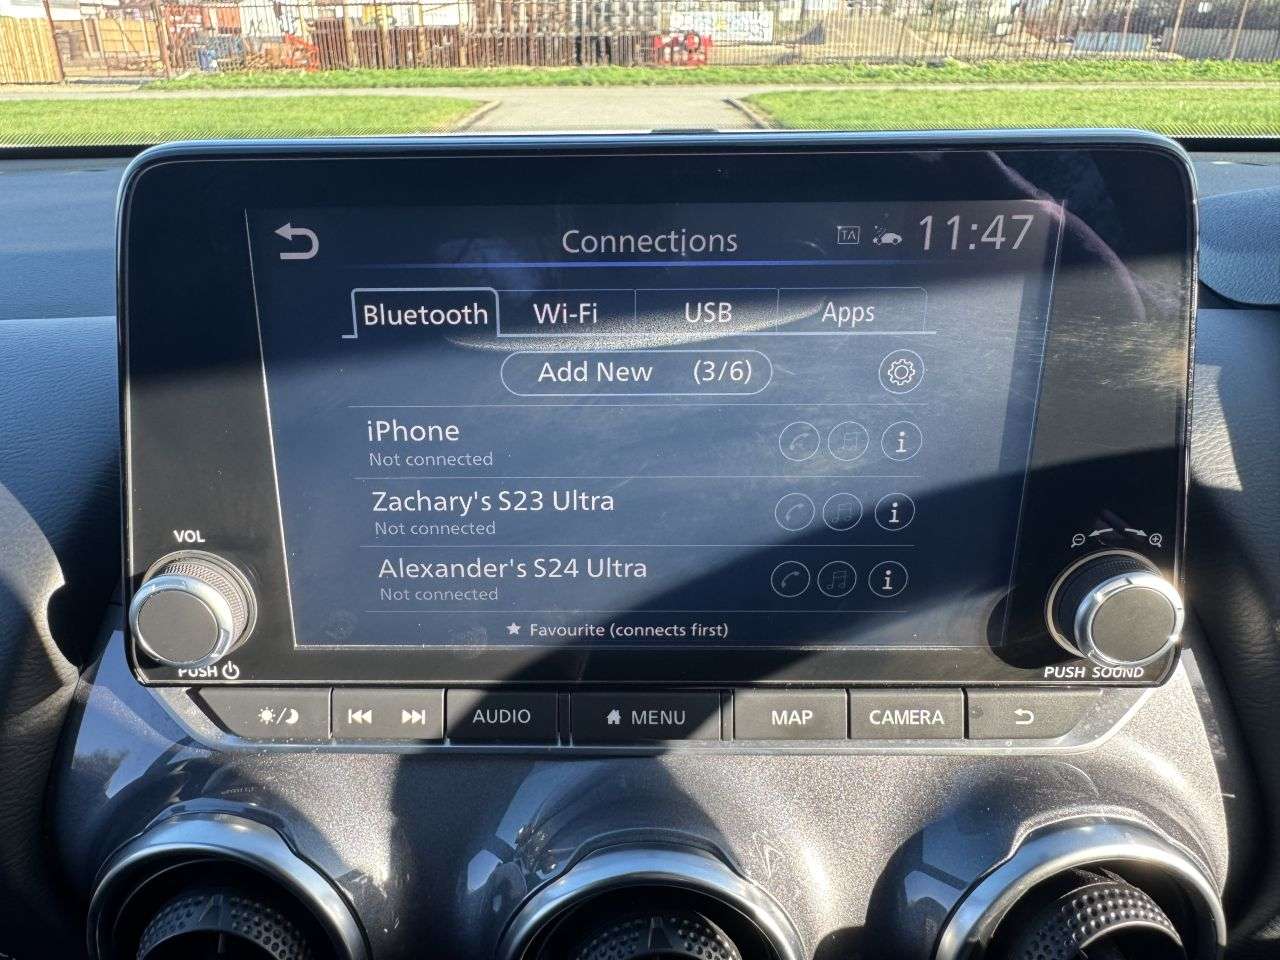 Connections
TA
11:47
Bluetooth Wi-Fi USB Apps
Add New (3/6)
iPhone
Not connected
Zachary's S23 Ultra
Not connected
Alexander's S24 Ultra
Not connected
★ Favourite (connects first)
VOL
PUSH
PUSH SOUND
AUDIO MENU MAP CAMERA